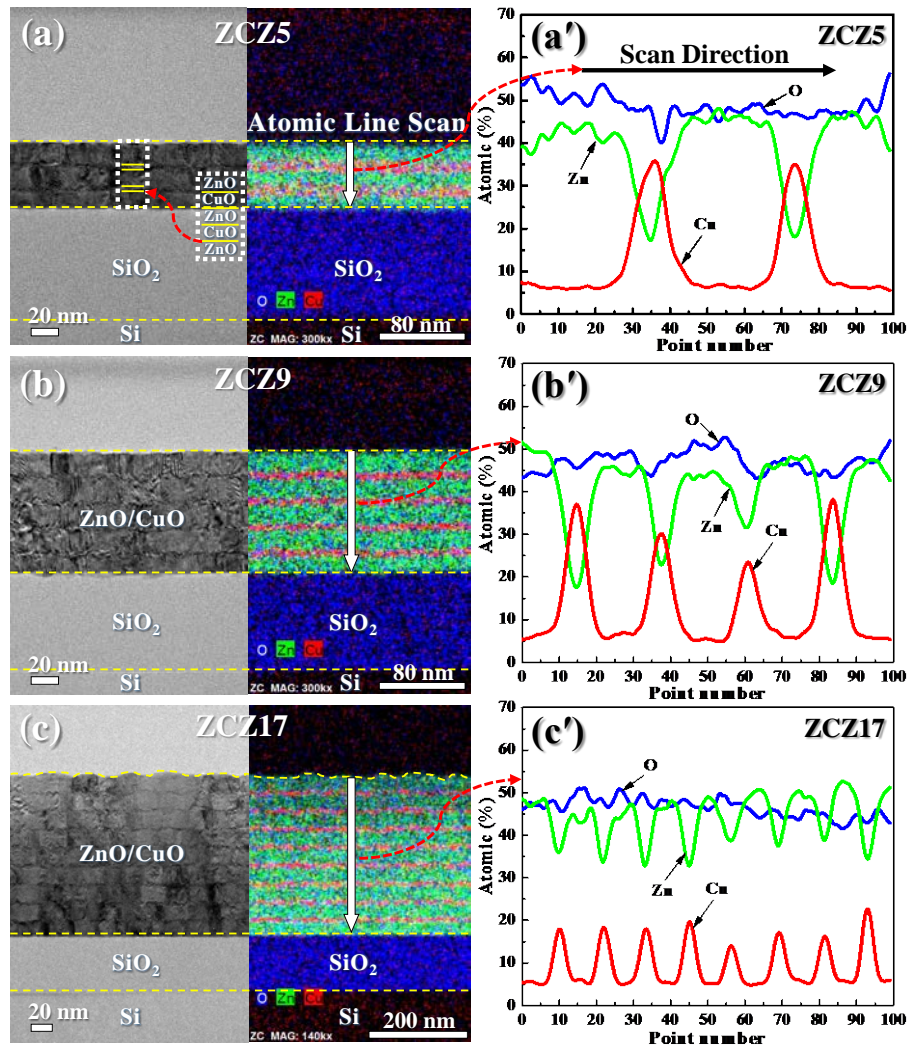 (a)
ZCZ5
Atomic Line Scan
ZnO
CuO
ZnO
CuO
ZnO
SiO2
SiO2
O Zn Cu
20 nm
Si
Si
80 nm
ZC MAG: 300kx
(a′)
ZCZ5
Scan Direction
O
Zn
Cu
Atomic (%)
70
60
50
40
30
20
10
0
0 10 20 30 40 50 60 70 80 90 100
Point number
(b)
ZCZ9
ZnO/CuO
SiO2
SiO2
O Zn Cu
20 nm
Si
Si
80 nm
ZC MAG: 300kx
(b′)
ZCZ9
O
Zn
Cu
Atomic (%)
70
60
50
40
30
20
10
0
0 10 20 30 40 50 60 70 80 90 100
Point number
(c)
ZCZ17
ZnO/CuO
SiO2
SiO2
O Zn Cu
20 nm
Si
Si
200 nm
ZC MAG: 140kx
(c′)
ZCZ17
O
Zn
Cu
Atomic (%)
70
60
50
40
30
20
10
0
0 10 20 30 40 50 60 70 80 90 100
Point number